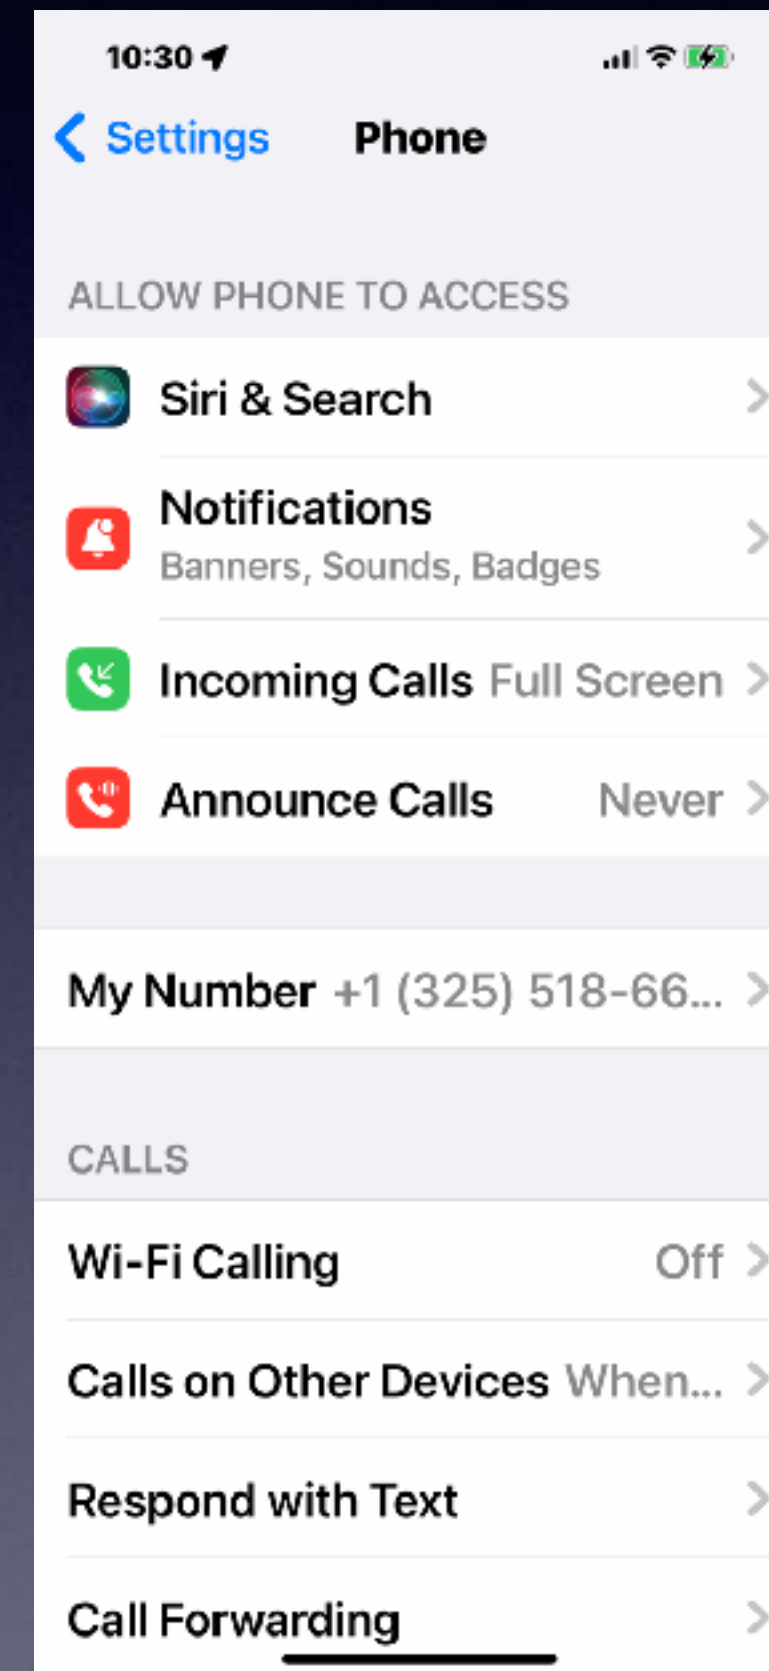 10:30
Settings Phone
ALLOW PHONE TO ACCESS
Siri & Search
Notifications
Banners, Sounds, Badges
Incoming Calls Full Screen
Announce Calls Never
My Number +1 (325) 518-66...
CALLS
Wi-Fi Calling Off
Calls on Other Devices When...
Respond with Text
Call Forwarding